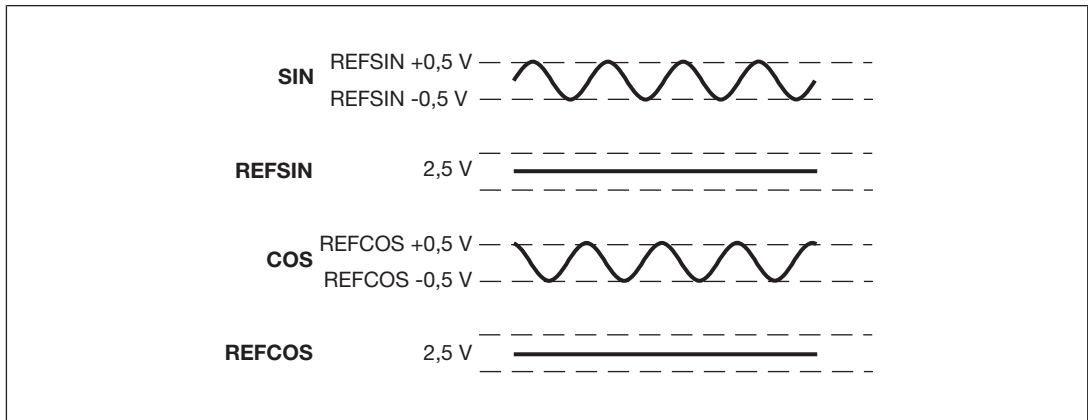 REFSIN +0,5 V
SIN
REFSIN -0,5 V
REFSIN 2,5 V
REFCOS +0,5 V
COS
REFCOS -0,5 V
REFCOS 2,5 V